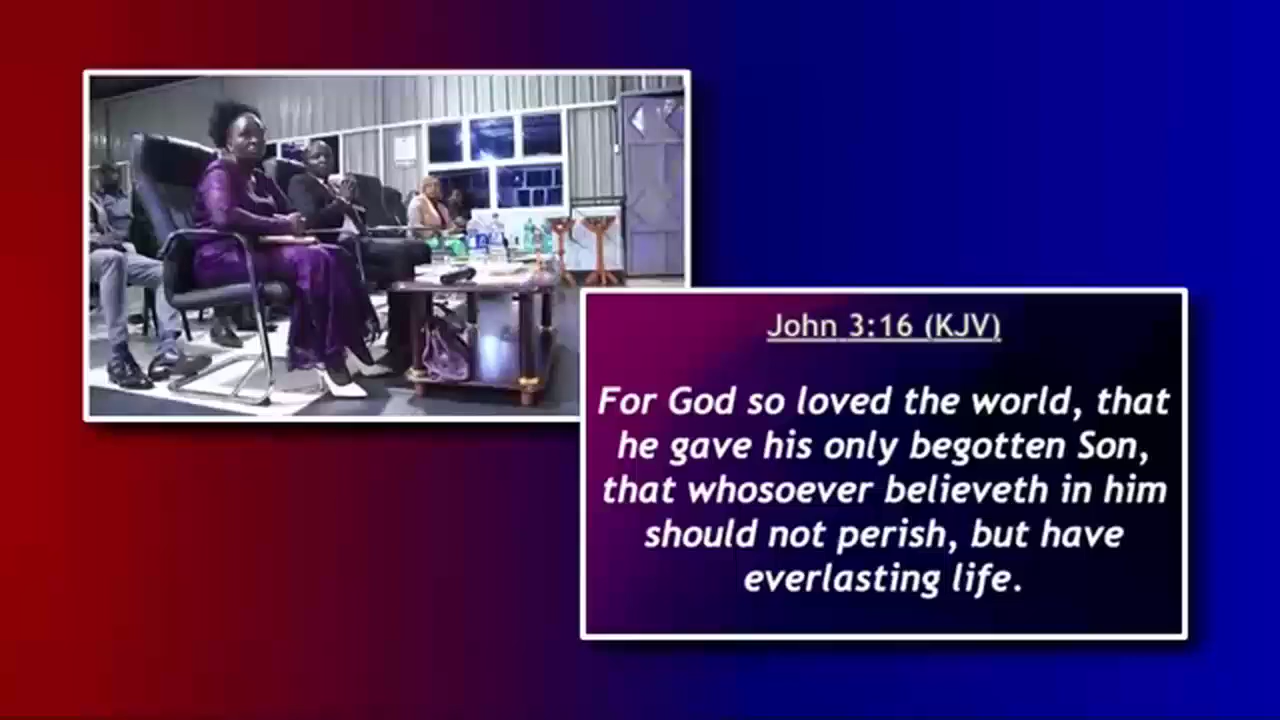 John 3:16 (KJV)
For God so loved the world, that
he gave his only begotten Son,
that whosoever believeth in him
should not perish, but have
everlasting life.